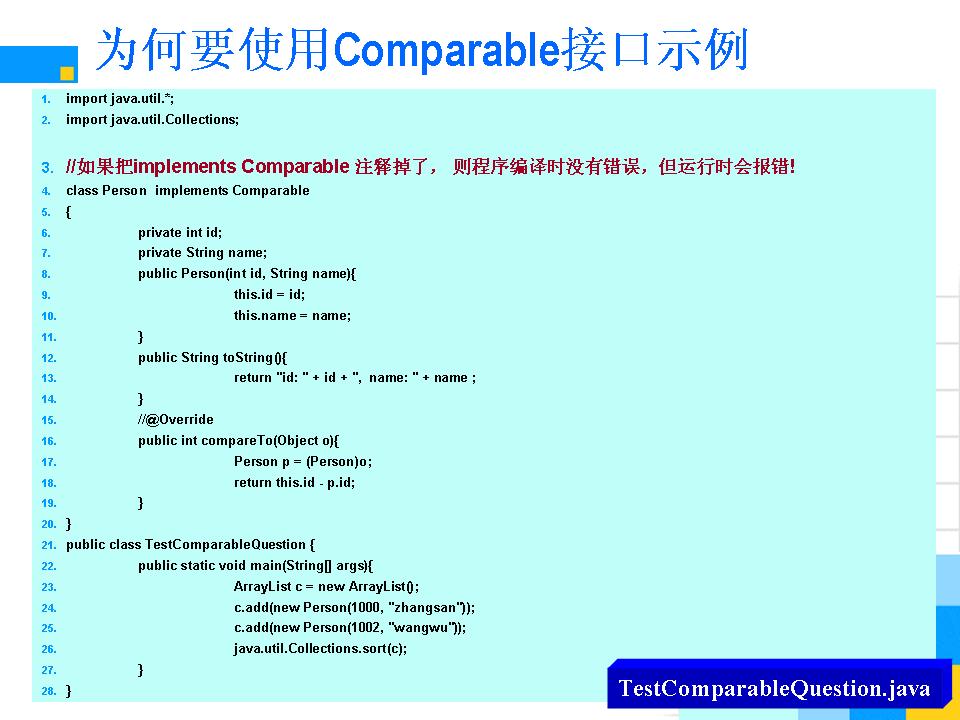 为何要使用Comparable接口示例
1. import java.util.*;
2. import java.util.Collections;
3. //如果把implements Comparable 注释掉了， 则程序编译时没有错误，但运行时会报错!
4. class Person  implements Comparable
5. {
6. private int id;
7. private String name;
8. public Person(int id, String name){
9. this.id = id;
10. this.name = name;
11. }
12. public String toString(){
13. return "id: " + id + ",  name: " + name ;
14. }
15. //@Override
16. public int compareTo(Object o){
17. Person p = (Person)o;
18. return this.id - p.id;
19. }
20. }
21. public class TestComparableQuestion {
22. public static void main(String[] args){
23. ArrayList c = new ArrayList();
24. c.add(new Person(1000, "zhangsan"));
25. c.add(new Person(1002, "wangwu"));
26. java.util.Collections.sort(c);
27. }
28. }
TestComparableQuestion.java